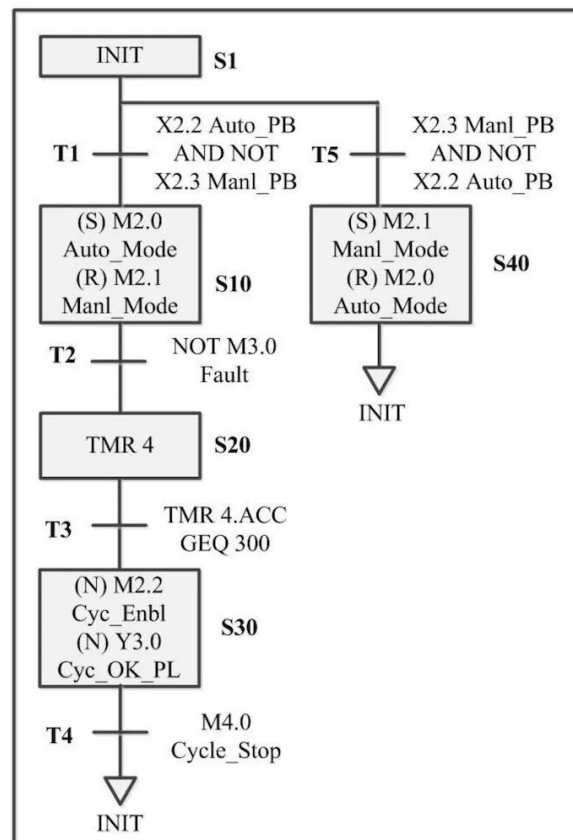 INIT
S1
T1
X2.2 Auto_PB
AND NOT
X2.3 Manl_PB
T5
X2.3 Manl_PB
AND NOT
X2.2 Auto_PB
(S) M2.0
Auto_Mode
(R) M2.1
Manl_Mode
S10
(S) M2.1
Manl_Mode
(R) M2.0
Auto_Mode
S40
T2
NOT M3.0
Fault
INIT
TMR 4
S20
T3
TMR 4.ACC
GEQ 300
(N) M2.2
Cyc_Enbl
(N) Y3.0
Cyc_OK_PL
S30
T4
M4.0
Cycle_Stop
INIT